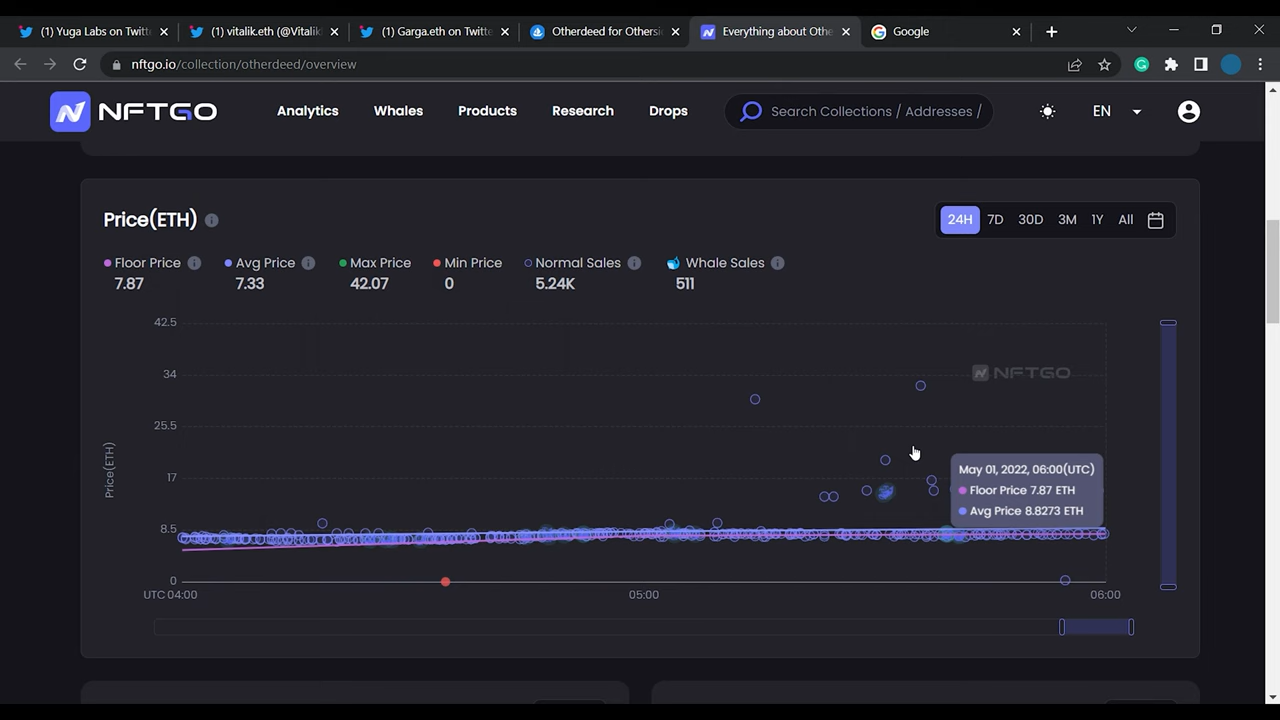 (1) Yuga Labs on Twitt
(1) vitalik.eth (@Vitalik
(1) Garga.eth on Twitt
Otherdeed for Othersi
Everything about Othe
Google
nftgo.io/collection/otherdeed/overview
NFTGO
Analytics
Whales
Products
Research
Drops
Search Collections / Addresses /
EN
Price(ETH)
24H 7D 30D 3M 1Y All
Floor Price Avg Price Max Price Min Price Normal Sales Whale Sales
7.87 7.33 42.07 0 5.24K 511
42.5
34
NFTGO
25.5
Price(ETH)
17
May 01, 2022, 06:00(UTC)
Floor Price 7.87 ETH
Avg Price 8.8273 ETH
8.5
0
UTC 04:00 05:00 06:00